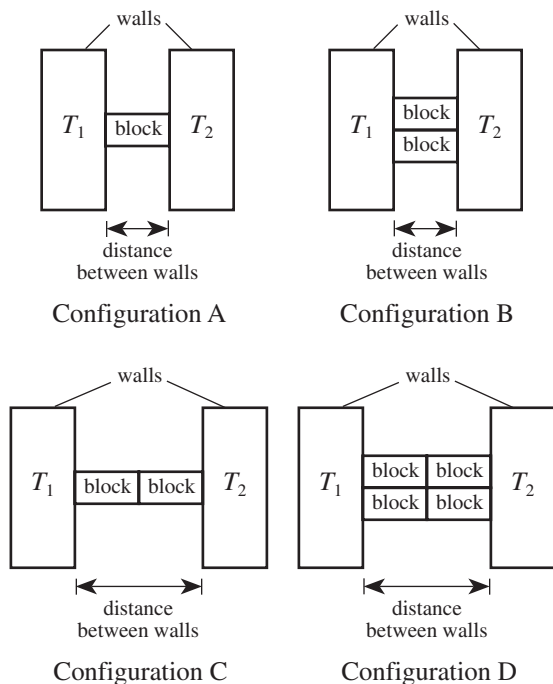 walls
walls
T1
block
T2
T1
block
block
T2
distance
between walls
distance
between walls
Configuration A
Configuration B
walls
walls
T1
block block
T2
T1
block block
block block
T2
distance
between walls
distance
between walls
Configuration C
Configuration D